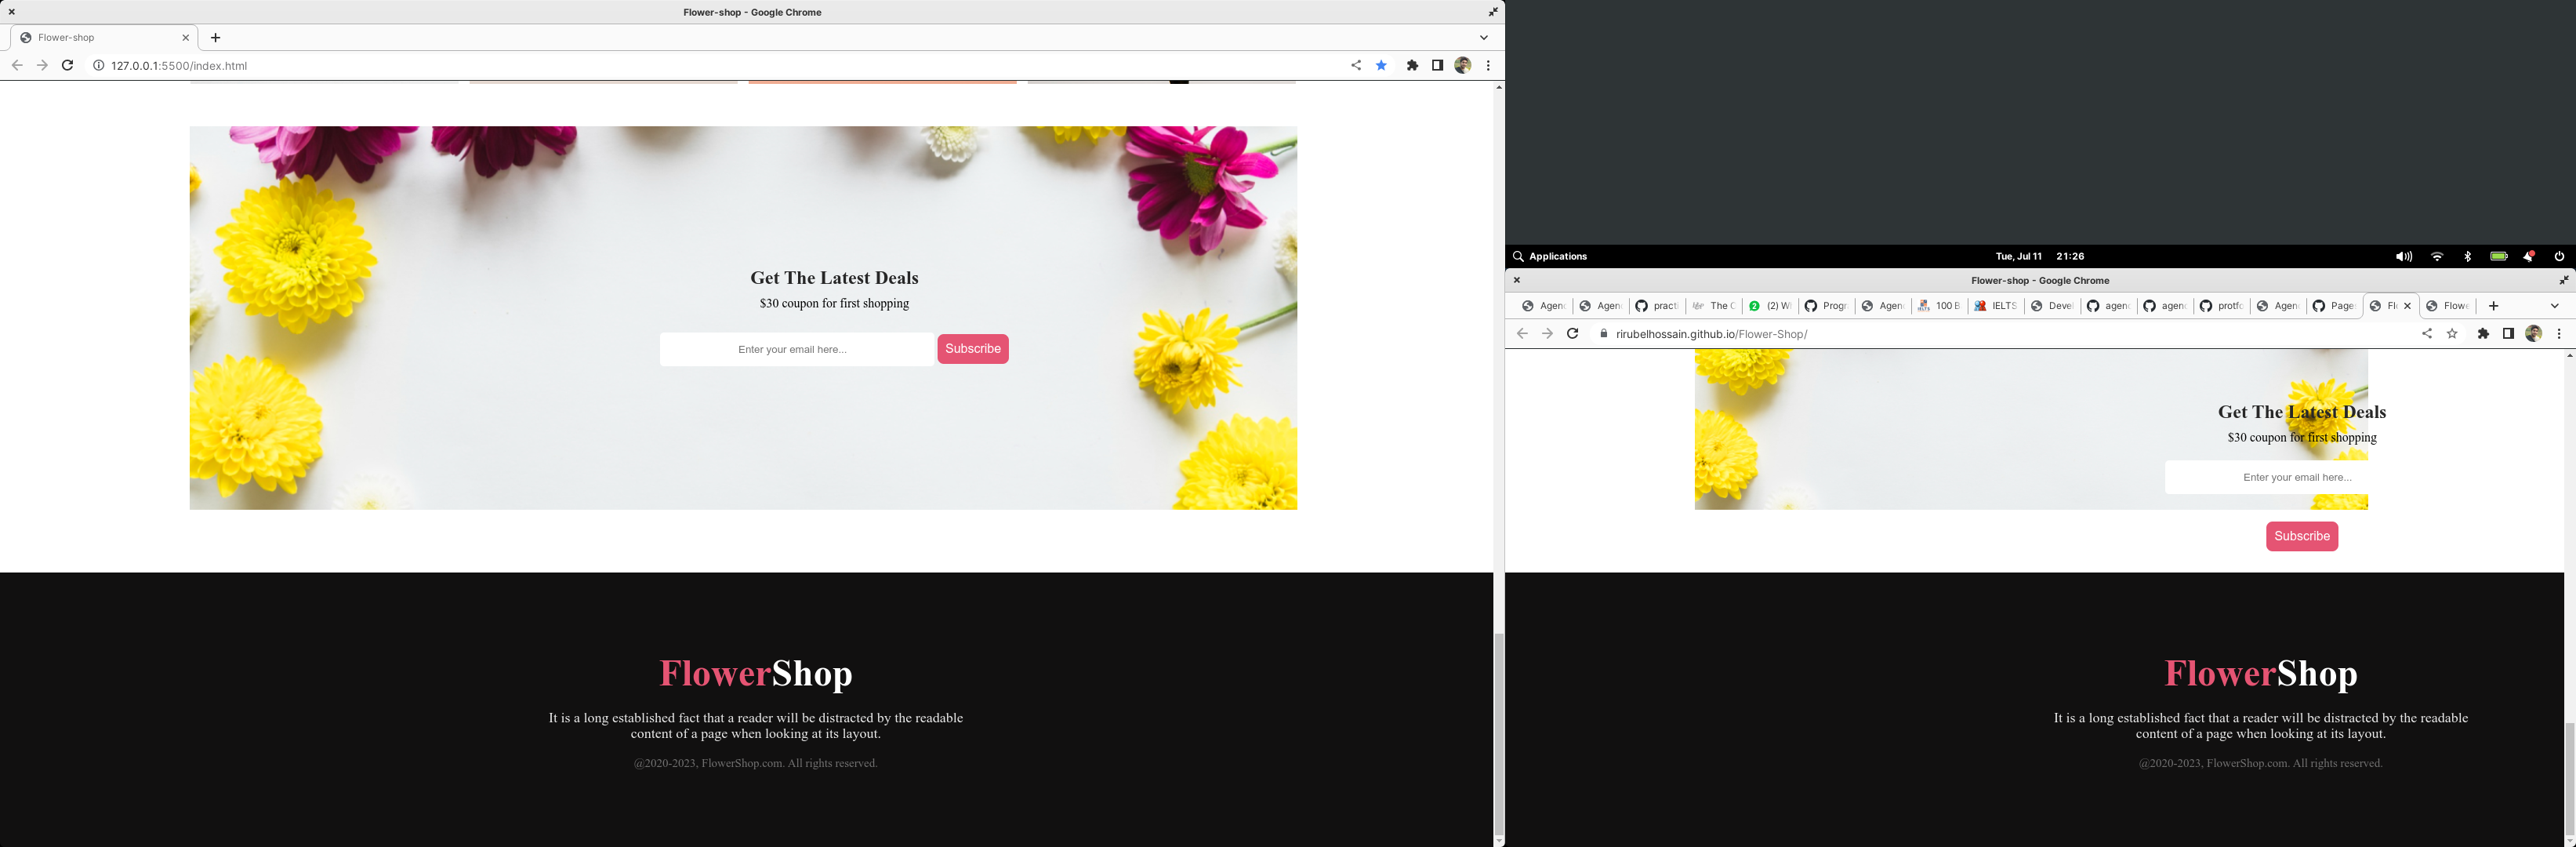 Flower-shop - Google Chrome
Flower-shop
127.0.0.1:5500/index.html
Get The Latest Deals
$30 coupon for first shopping
Enter your email here...
Subscribe
FlowerShop
It is a long established fact that a reader will be distracted by the readable
content of a page when looking at its layout.
@2020-2023, FlowerShop.com. All rights reserved.
Applications
Tue, Jul 11 21:26
Flower-shop - Google Chrome
Agenc Agen practi The C 2 (2) W Progr Agenc 100 B IELTS Devel agenc agen protfo Agen Page Fl Flowe
rirubelhossain.github.io/Flower-Shop/
Get The Latest Deals
$30 coupon for first shopping
Enter your email here...
Subscribe
FlowerShop
It is a long established fact that a reader will be distracted by the readable
content of a page when looking at its layout.
@2020-2023, FlowerShop.com. All rights reserved.